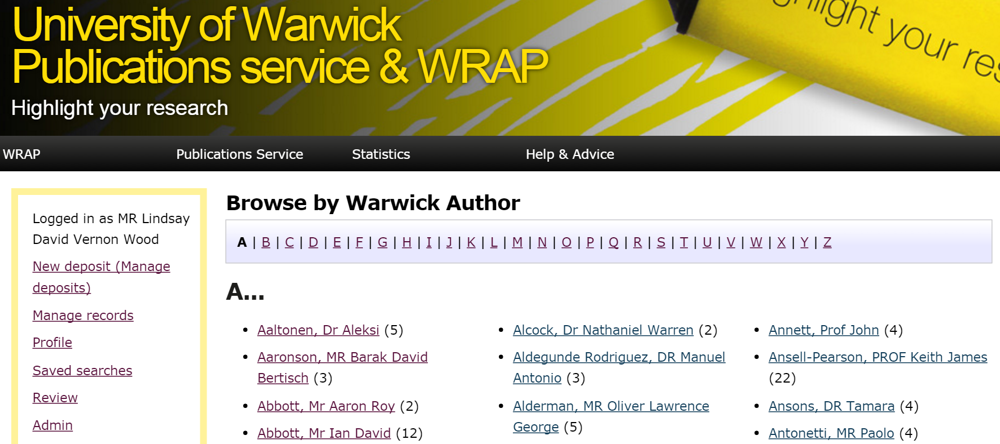 University of Warwick
Publications service & WRAP
Highlight your research
highlight your
WRAP
Publications Service
Statistics
Help & Advice
Logged in as MR Lindsay
David Vernon Wood
New deposit (Manage
deposits)
Manage records
Profile
Saved searches
Review
Admin
Browse by Warwick Author
A | B | C | D | E | F | G | H | I | J | K | L | M | N | O | P | Q | R | S | T | U | V | W | X | Y | Z
A...
• Aaltonen, Dr Aleksi (5)
• Aaronson, MR Barak David
Bertisch (3)
• Abbott, Mr Aaron Roy (2)
• Abbott, Mr Ian David (12)
• Alcock, Dr Nathaniel Warren (2)
• Aldegunde Rodriguez, DR Manuel
Antonio (3)
• Alderman, MR Oliver Lawrence
George (5)
• Annett, Prof John (4)
• Ansell-Pearson, PROF Keith James
(22)
• Ansons, DR Tamara (4)
• Antonetti, MR Paolo (4)